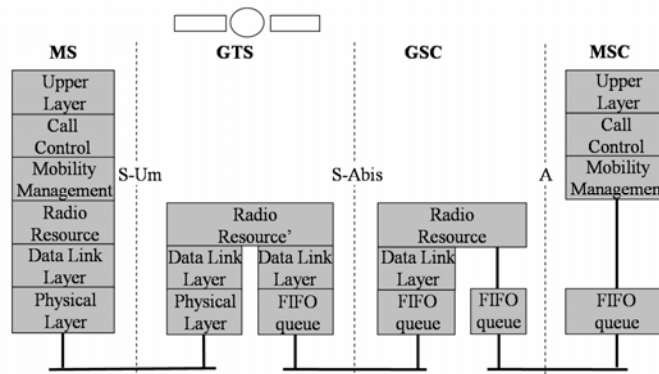 MS
GTS
GSC
MSC
Upper
Layer
Call
Control
Mobility
Management
Radio
Resource
Data Link
Layer
Physical
Layer
S-Um
Radio
Resource’
Data Link
Layer
Physical
Layer
Data Link
Layer
FIFO
queue
S-Abis
Radio
Resource
Data Link
Layer
FIFO
queue
FIFO
queue
A
Upper
Layer
Call
Control
Mobility
Management
FIFO
queue